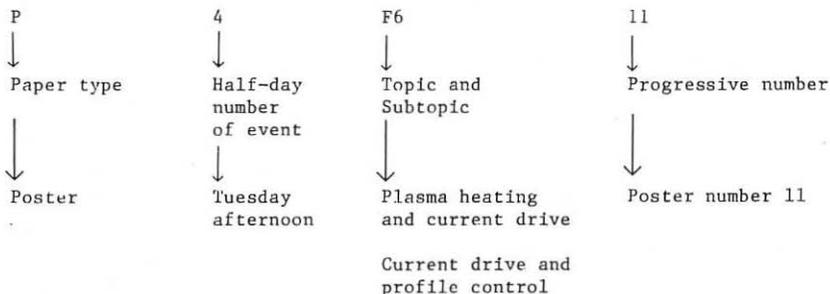 P 4 F6 11
Paper type Half-day Topic and Progressive number
number Subtopic
of event
Poster Tuesday Plasma heating Poster number 11
afternoon and current drive
Current drive and
profile control